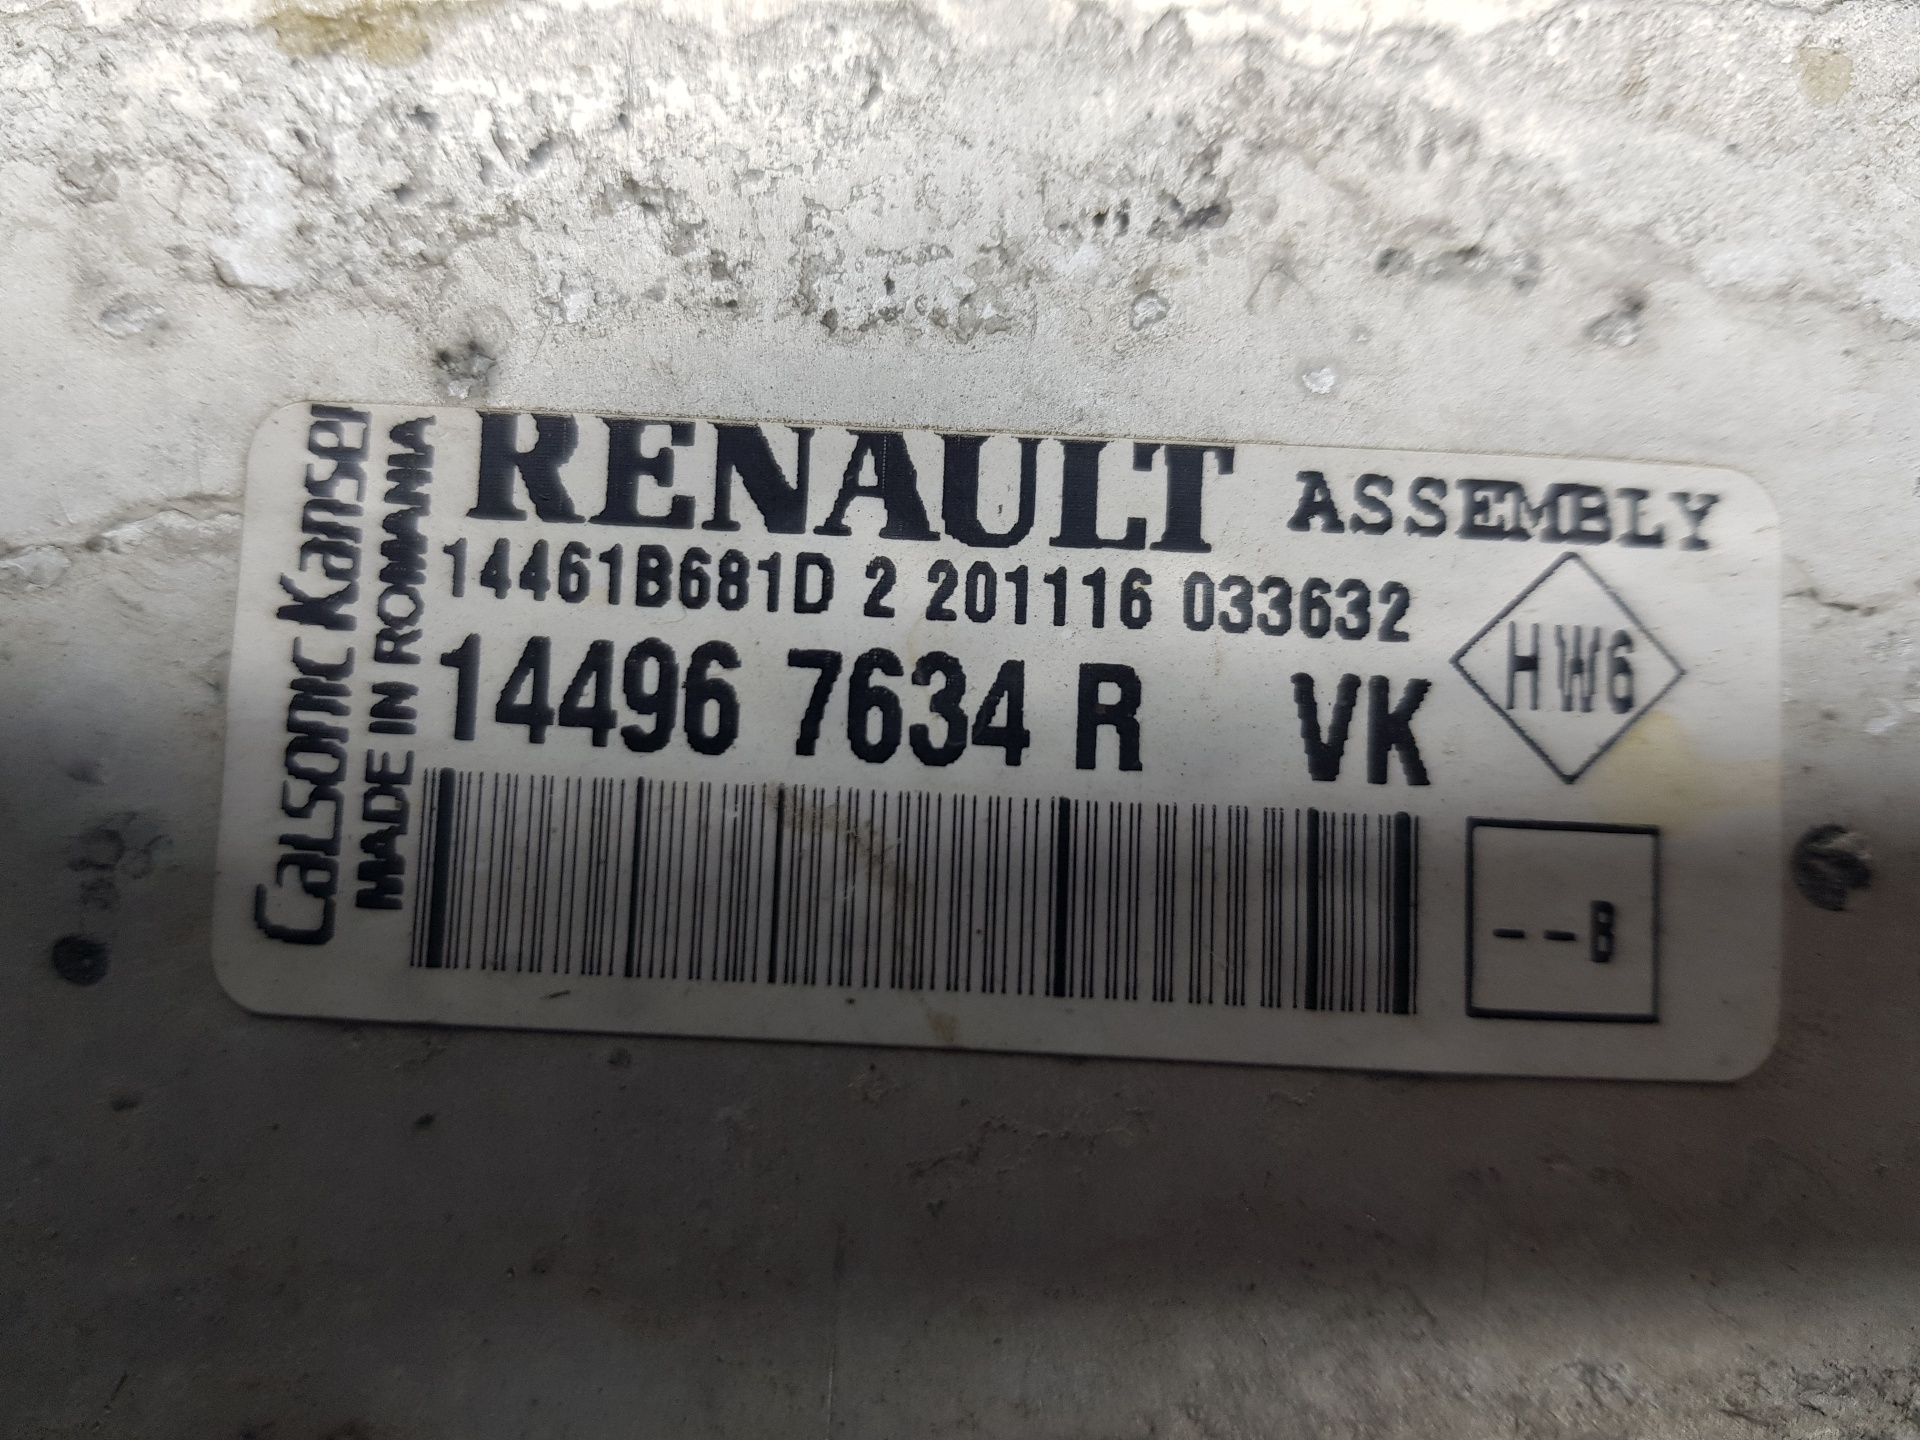 Calsonic Kansei
MADE IN ROMANIA
RENAULT ASSEMBLY
14461B681D 2 201116 033632
14496 7634 R VK
HW6
--B